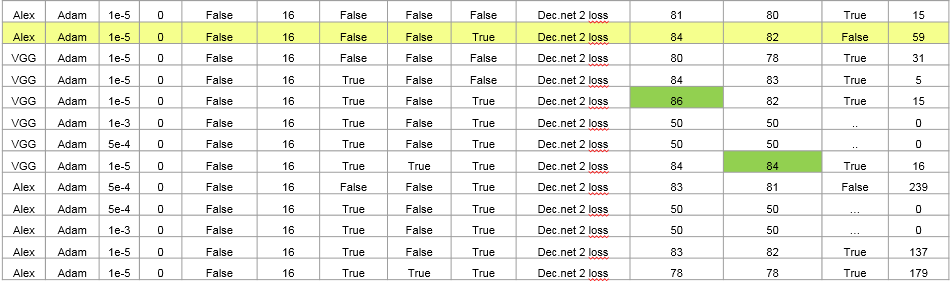 Alex Adam 1e-5 0 False 16 False False False Dec.net 2 loss 81 80 True 15
Alex Adam 1e-5 0 False 16 False False True Dec.net 2 loss 84 82 False 59
VGG Adam 1e-5 0 False 16 False False False Dec.net 2 loss 80 78 True 31
VGG Adam 1e-5 0 False 16 True False False Dec.net 2 loss 84 83 True 5
VGG Adam 1e-5 0 False 16 True False True Dec.net 2 loss 86 82 True 15
VGG Adam 1e-3 0 False 16 True False True Dec.net 2 loss 50 50 .. 0
VGG Adam 5e-4 0 False 16 True False True Dec.net 2 loss 50 50 .. 0
VGG Adam 1e-5 0 False 16 True True True Dec.net 2 loss 84 84 True 16
Alex Adam 5e-4 0 False 16 False False True Dec.net 2 loss 83 81 False 239
Alex Adam 5e-4 0 False 16 True False True Dec.net 2 loss 50 50 ... 0
Alex Adam 1e-3 0 False 16 True False True Dec.net 2 loss 50 50 ... 0
Alex Adam 1e-5 0 False 16 True False True Dec.net 2 loss 83 82 True 137
Alex Adam 1e-5 0 False 16 True True True Dec.net 2 loss 78 78 True 179